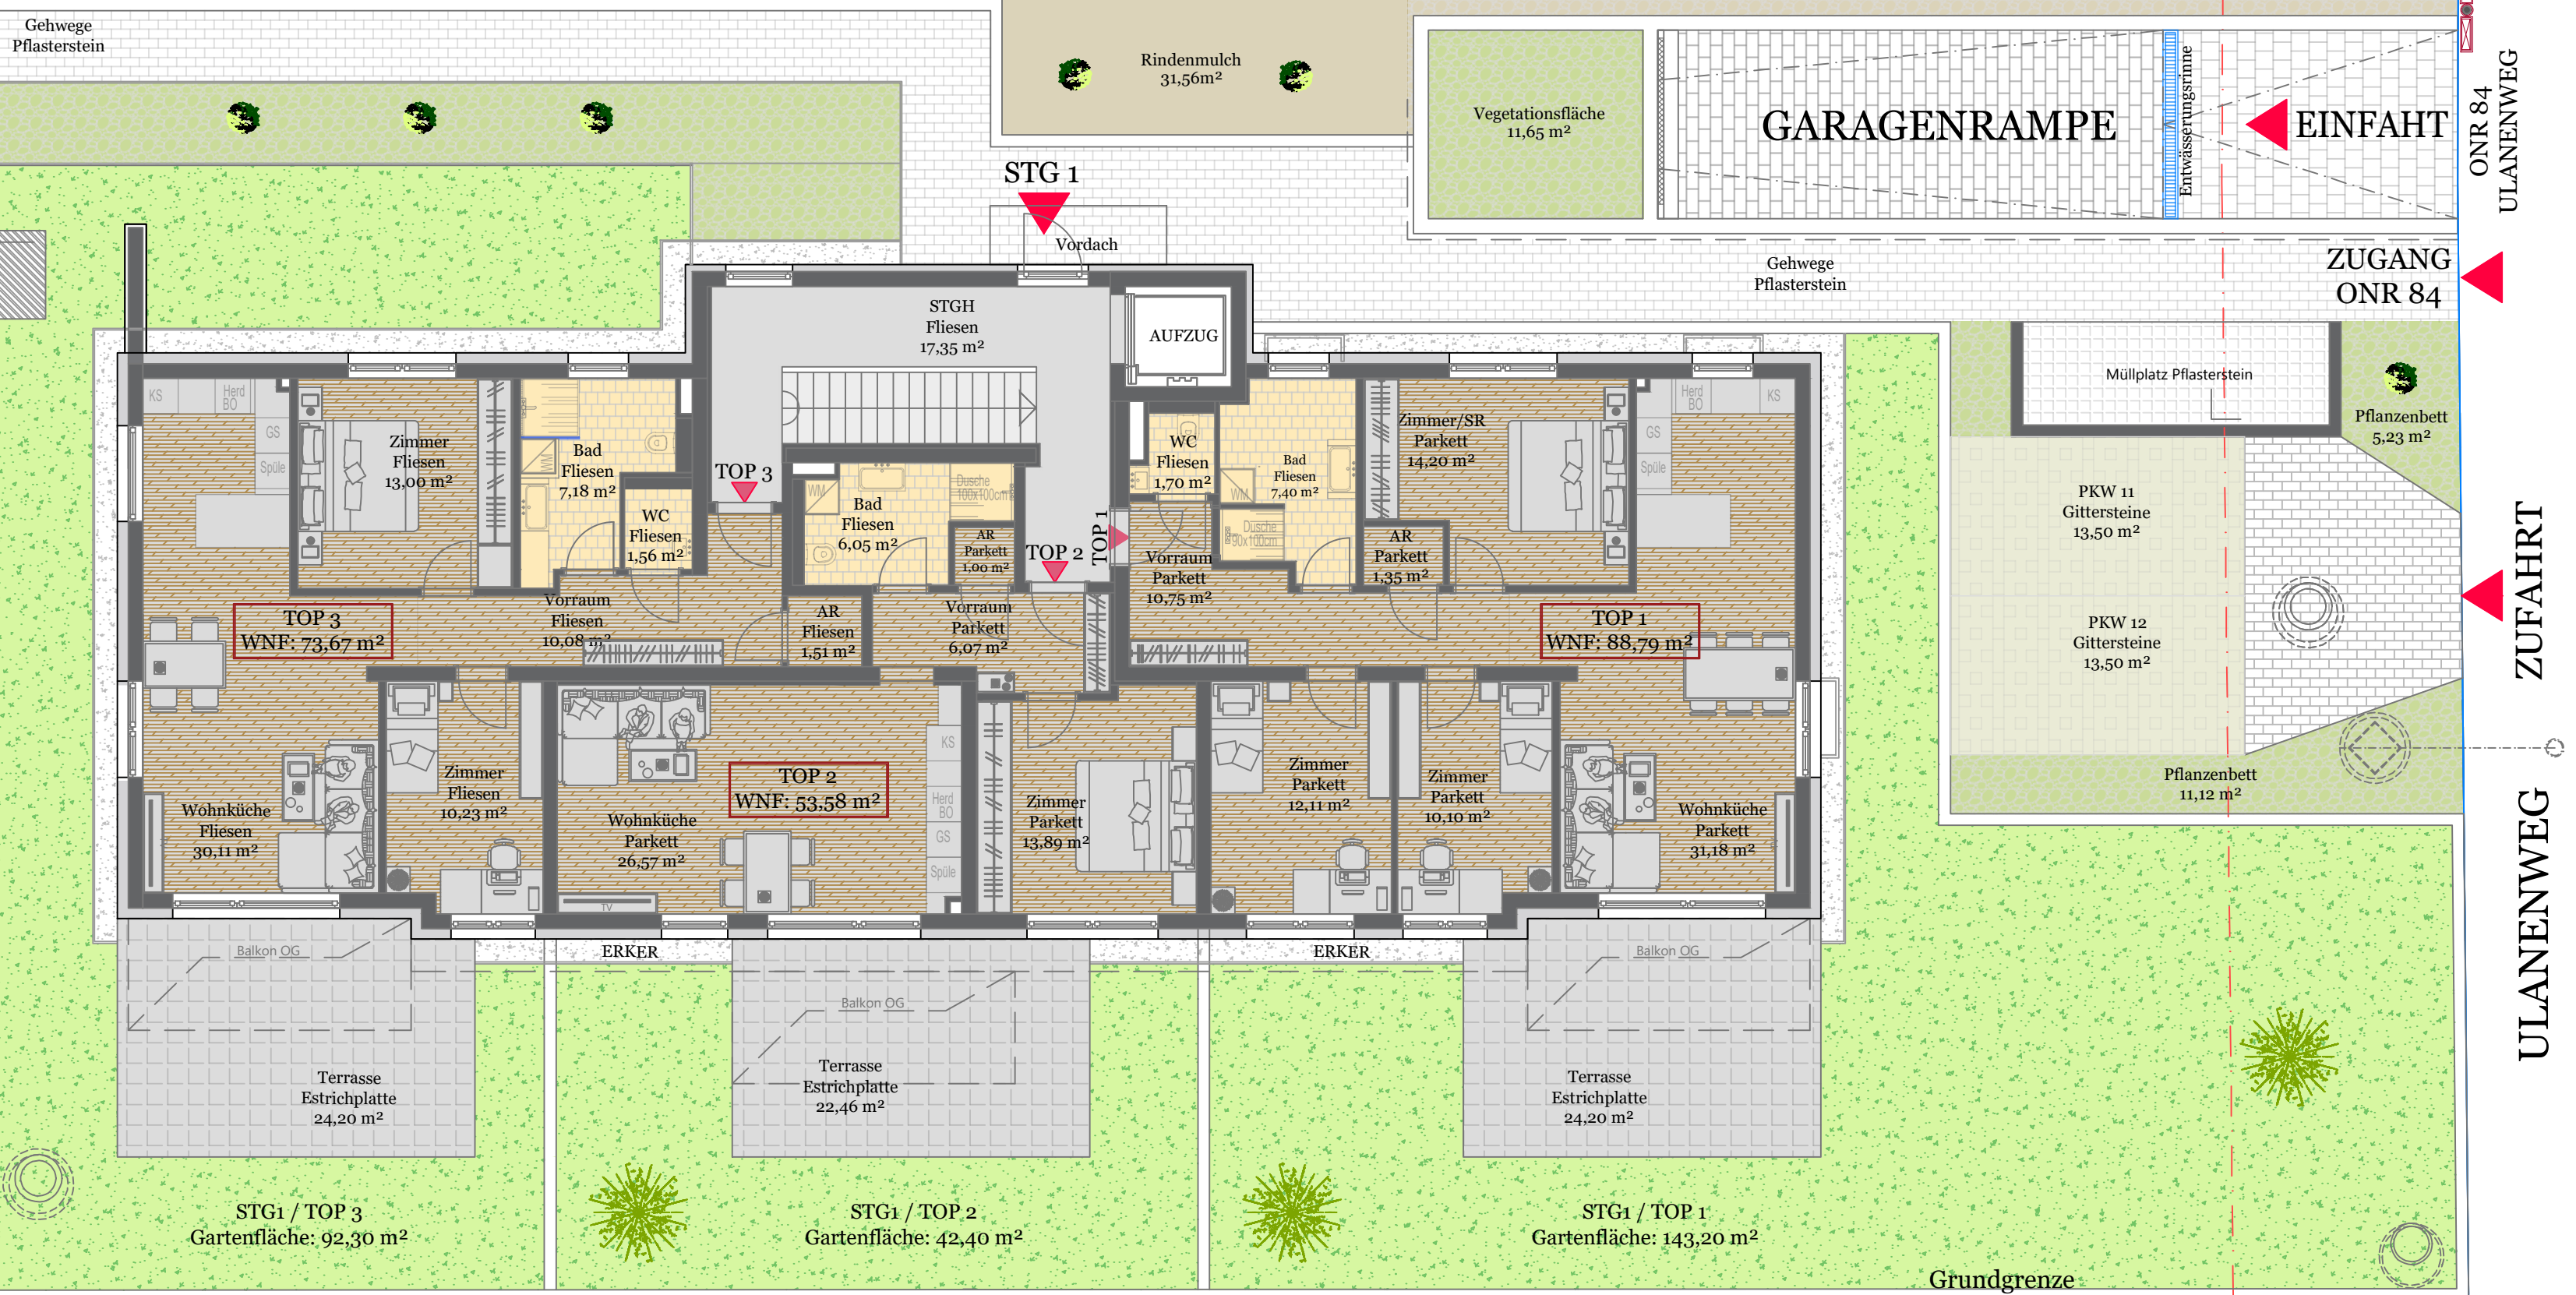 Gehwege
Pflasterstein
Rindenmulch
31,56m²
Vegetationsfläche
11,65 m²
GARAGENRAMPE
Entwässerungsrinne
EINFAHT
ONR 84
ULANENWEG
STG 1
Vordach
Gehwege
Pflasterstein
ZUGANG
ONR 84
STGH
Fliesen
17,35 m²
AUFZUG
Müllplatz Pflasterstein
Pflanzenbett
5,23 m²
KS
Herd
BO
GS
Spüle
Zimmer
Fliesen
13,00 m²
WM
Bad
Fliesen
7,18 m²
WC
Fliesen
1,56 m²
TOP 3
WM
Bad
Fliesen
6,05 m²
Dusche
100x100cm
AR
Parkett
1,00 m²
TOP 2
TOP 1
WC
Fliesen
1,70 m²
WM
Bad
Fliesen
7,40 m²
Dusche
90x100cm
Zimmer/SR
Parkett
14,20 m²
AR
Parkett
1,35 m²
Herd
BO
KS
GS
Spüle
PKW 11
Gittersteine
13,50 m²
PKW 12
Gittersteine
13,50 m²
ZUFAHRT
TOP 3
WNF: 73,67 m²
Vorraum
Fliesen
10,08 m²
AR
Fliesen
1,51 m²
Vorraum
Parkett
6,07 m²
Vorraum
Parkett
10,75 m²
TOP 1
WNF: 88,79 m²
Wohnküche
Fliesen
30,11 m²
Zimmer
Fliesen
10,23 m²
Wohnküche
Parkett
26,57 m²
TOP 2
WNF: 53,58 m²
KS
Herd
BO
GS
Spüle
TV
Zimmer
Parkett
13,89 m²
Zimmer
Parkett
12,11 m²
Zimmer
Parkett
10,10 m²
Wohnküche
Parkett
31,18 m²
Pflanzenbett
11,12 m²
ULANENWEG
Balkon OG
ERKER
Balkon OG
ERKER
Balkon OG
Terrasse
Estrichplatte
24,20 m²
Terrasse
Estrichplatte
22,46 m²
Terrasse
Estrichplatte
24,20 m²
STG1 / TOP 3
Gartenfläche: 92,30 m²
STG1 / TOP 2
Gartenfläche: 42,40 m²
STG1 / TOP 1
Gartenfläche: 143,20 m²
Grundgrenze